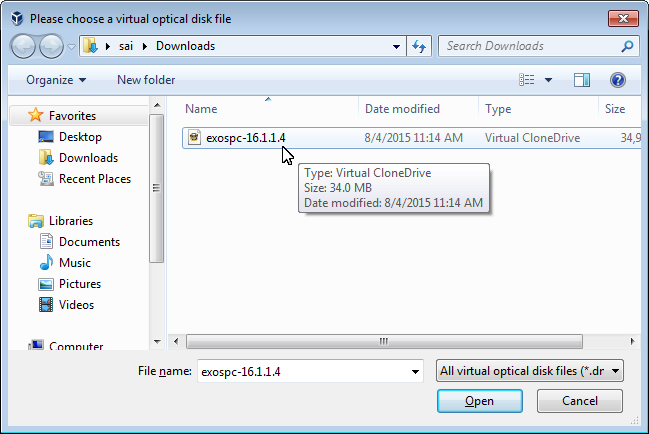 Please choose a virtual optical disk file
sai Downloads
Search Downloads
Organize New folder
Name Date modified Type Size
exospc-16.1.1.4 8/4/2015 11:14 AM Virtual CloneDrive 34,9
Type: Virtual CloneDrive
Size: 34.0 MB
Date modified: 8/4/2015 11:14 AM
Favorites
Desktop
Downloads
Recent Places
Libraries
Documents
Music
Pictures
Videos
Computer
File name: exospc-16.1.1.4 All virtual optical disk files (*.dr
Open Cancel